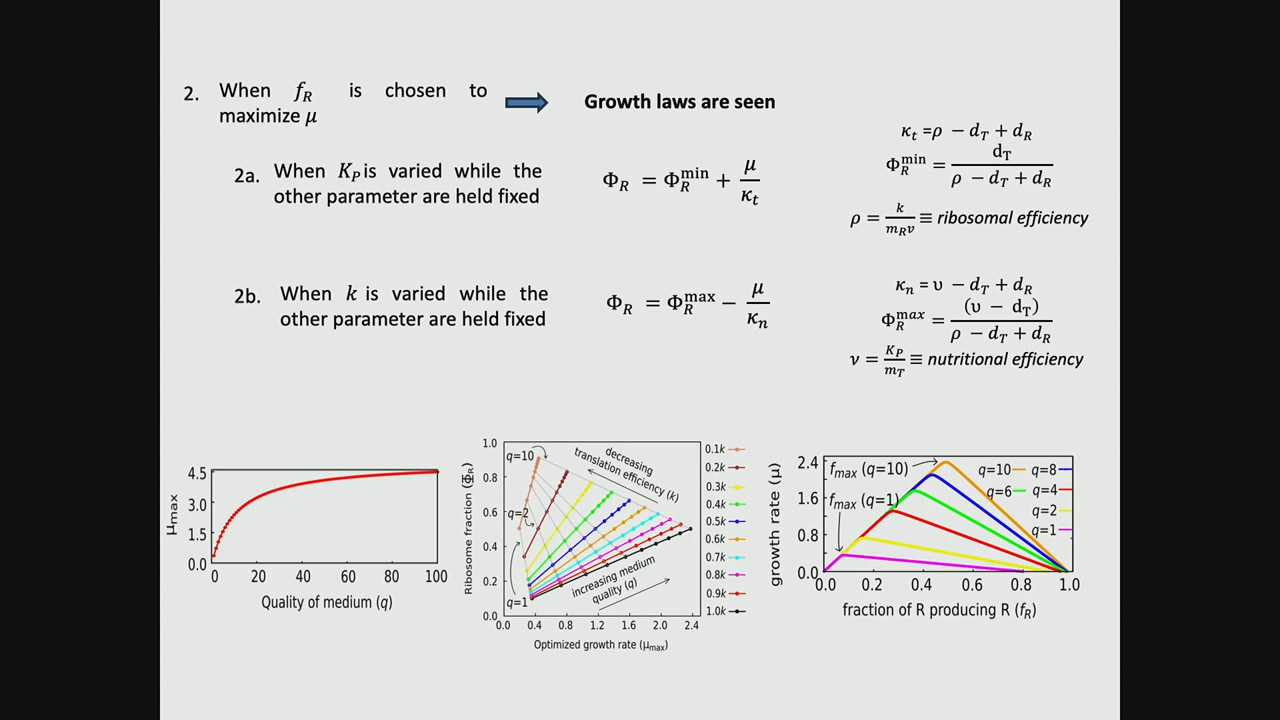 2. When f_R is chosen to
maximize μ
Growth laws are seen
κ_t =ρ − d_T + d_R
2a. When K_P is varied while the
other parameter are held fixed
Φ_R = Φ_R^min + μ/κ_t
Φ_R^min = d_T / (ρ − d_T + d_R)
ρ = k/(m_R v) ≡ ribosomal efficiency
2b. When k is varied while the
other parameter are held fixed
Φ_R = Φ_R^max − μ/κ_n
κ_n = υ − d_T + d_R
Φ_R^max = (υ − d_T) / (ρ − d_T + d_R)
ν = K_P/m_T ≡ nutritional efficiency
μ_max
4.5
3.0
1.5
0.0
0 20 40 60 80 100
Quality of medium (q)
Ribosome fraction (Φ_R)
1.0
0.8
0.6
0.4
0.2
0.0
q=10
q=2
q=1
decreasing
translation efficiency (k)
increasing medium
quality (q)
0.0 0.4 0.8 1.2 1.6 2.0 2.4
Optimized growth rate (μ_max)
0.1k
0.2k
0.3k
0.4k
0.5k
0.6k
0.7k
0.8k
0.9k
1.0k
growth rate (μ)
2.4
1.6
0.8
0.0
f_max (q=10)
f_max (q=1)
q=10 q=8
q=6 q=4
q=2
q=1
0.0 0.2 0.4 0.6 0.8 1.0
fraction of R producing R (f_R)